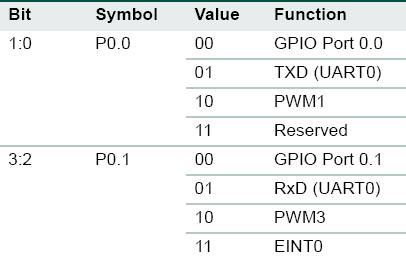 Bit Symbol Value Function
1:0 P0.0 00 GPIO Port 0.0
01 TXD (UART0)
10 PWM1
11 Reserved
3:2 P0.1 00 GPIO Port 0.1
01 RxD (UART0)
10 PWM3
11 EINT0